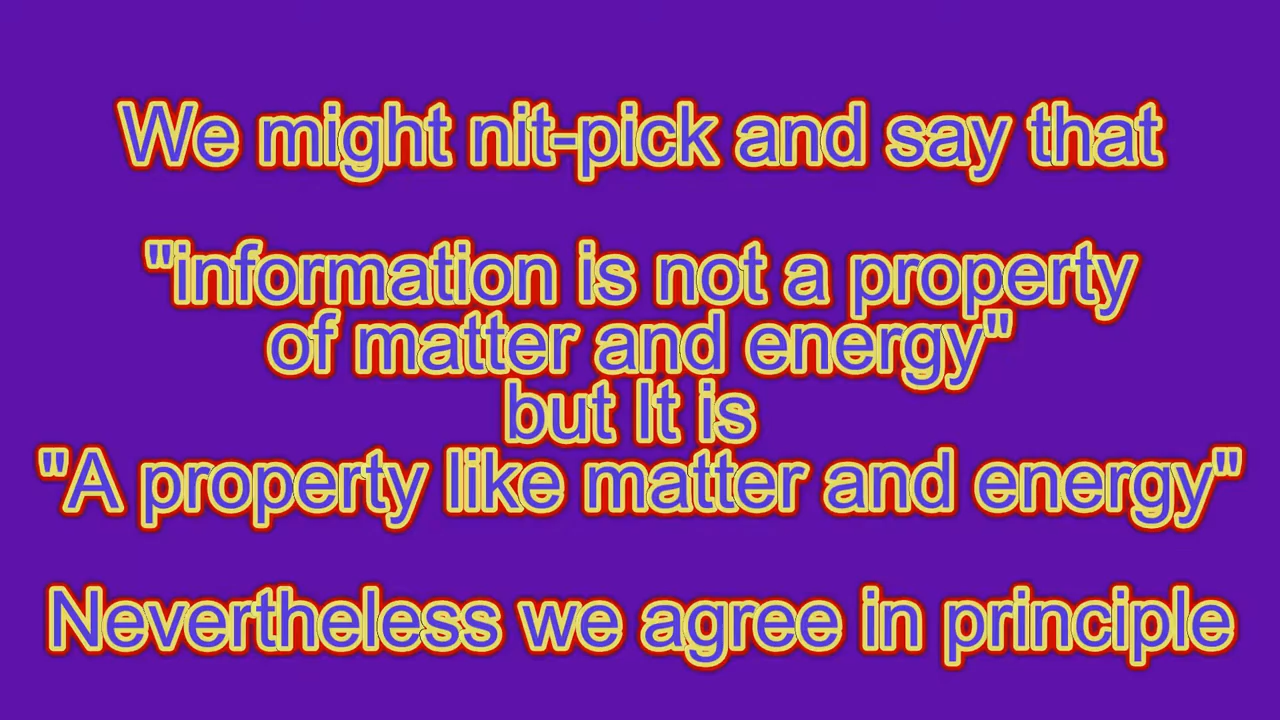 We might nit-pick and say that
"information is not a property
of matter and energy"
but It is
"A property like matter and energy"
Nevertheless we agree in principle